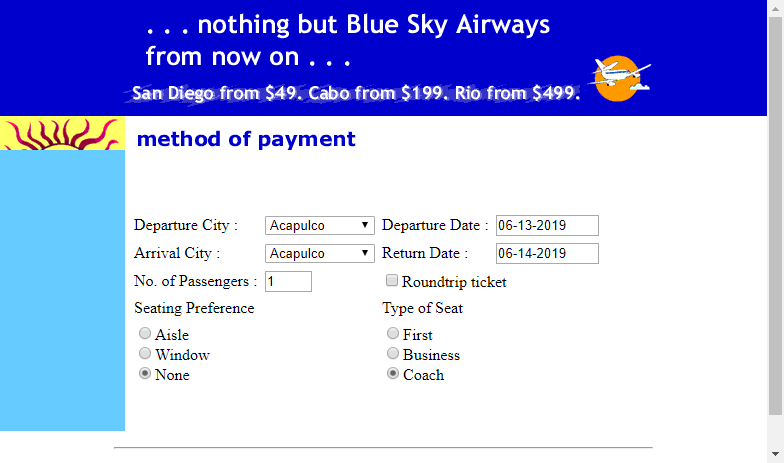 . . . nothing but Blue Sky Airways
from now on . . .
San Diego from $49. Cabo from $199. Rio from $499.
method of payment
Departure City : Acapulco Departure Date : 06-13-2019
Arrival City : Acapulco Return Date : 06-14-2019
No. of Passengers : 1 Roundtrip ticket
Seating Preference Type of Seat
Aisle First
Window Business
None Coach